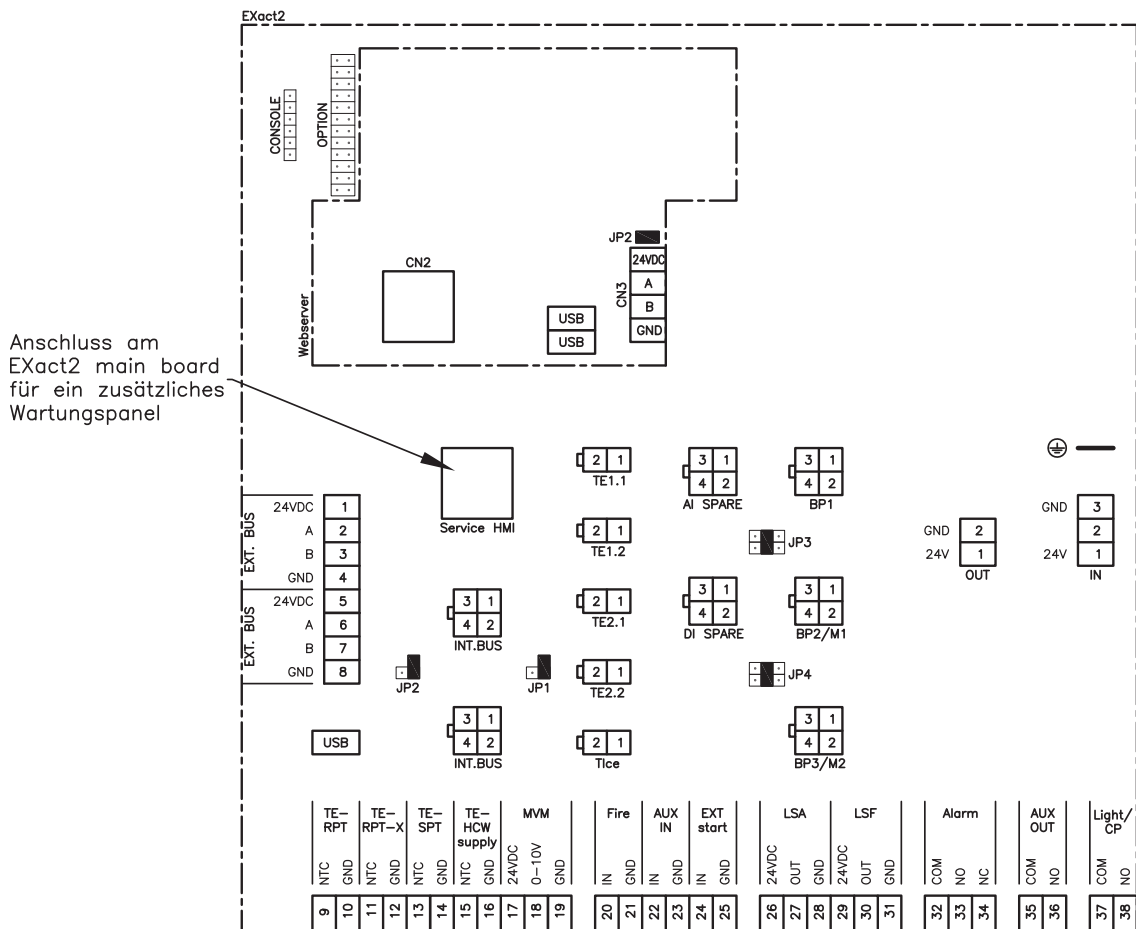 EXact2
CONSOLE
OPTION
JP2
24VDC
A
B
GND
CN3
CN2
USB
USB
Webserver
Anschluss am
EXact2 main board
für ein zusätzliches
Wartungspanel
Service HMI
2 1
TE1.1
3 1
4 2
AI SPARE
3 1
4 2
BP1
EXT. BUS
24VDC 1
A 2
B 3
GND 4
EXT. BUS
24VDC 5
A 6
B 7
GND 8
2 1
TE1.2
JP3
GND 2
24V 1
OUT
GND 3
2
24V 1
IN
3 1
4 2
INT.BUS
2 1
TE2.1
3 1
4 2
DI SPARE
3 1
4 2
BP2/M1
JP2
JP1
2 1
TE2.2
JP4
USB
3 1
4 2
INT.BUS
2 1
TIce
3 1
4 2
BP3/M2
TE-
RPT
TE-
RPT-X
TE-
SPT
TE-
HCW
supply
MVM
Fire
AUX
IN
EXT
start
LSA
LSF
Alarm
AUX
OUT
Light/
CP
NTC
GND
NTC
GND
NTC
GND
NTC
GND
24VDC
0-10V
GND
IN
GND
IN
GND
IN
GND
24VDC
OUT
GND
24VDC
OUT
GND
COM
NO
NC
COM
NO
COM
NO
9
10
11
12
13
14
15
16
17
18
19
20
21
22
23
24
25
26
27
28
29
30
31
32
33
34
35
36
37
38